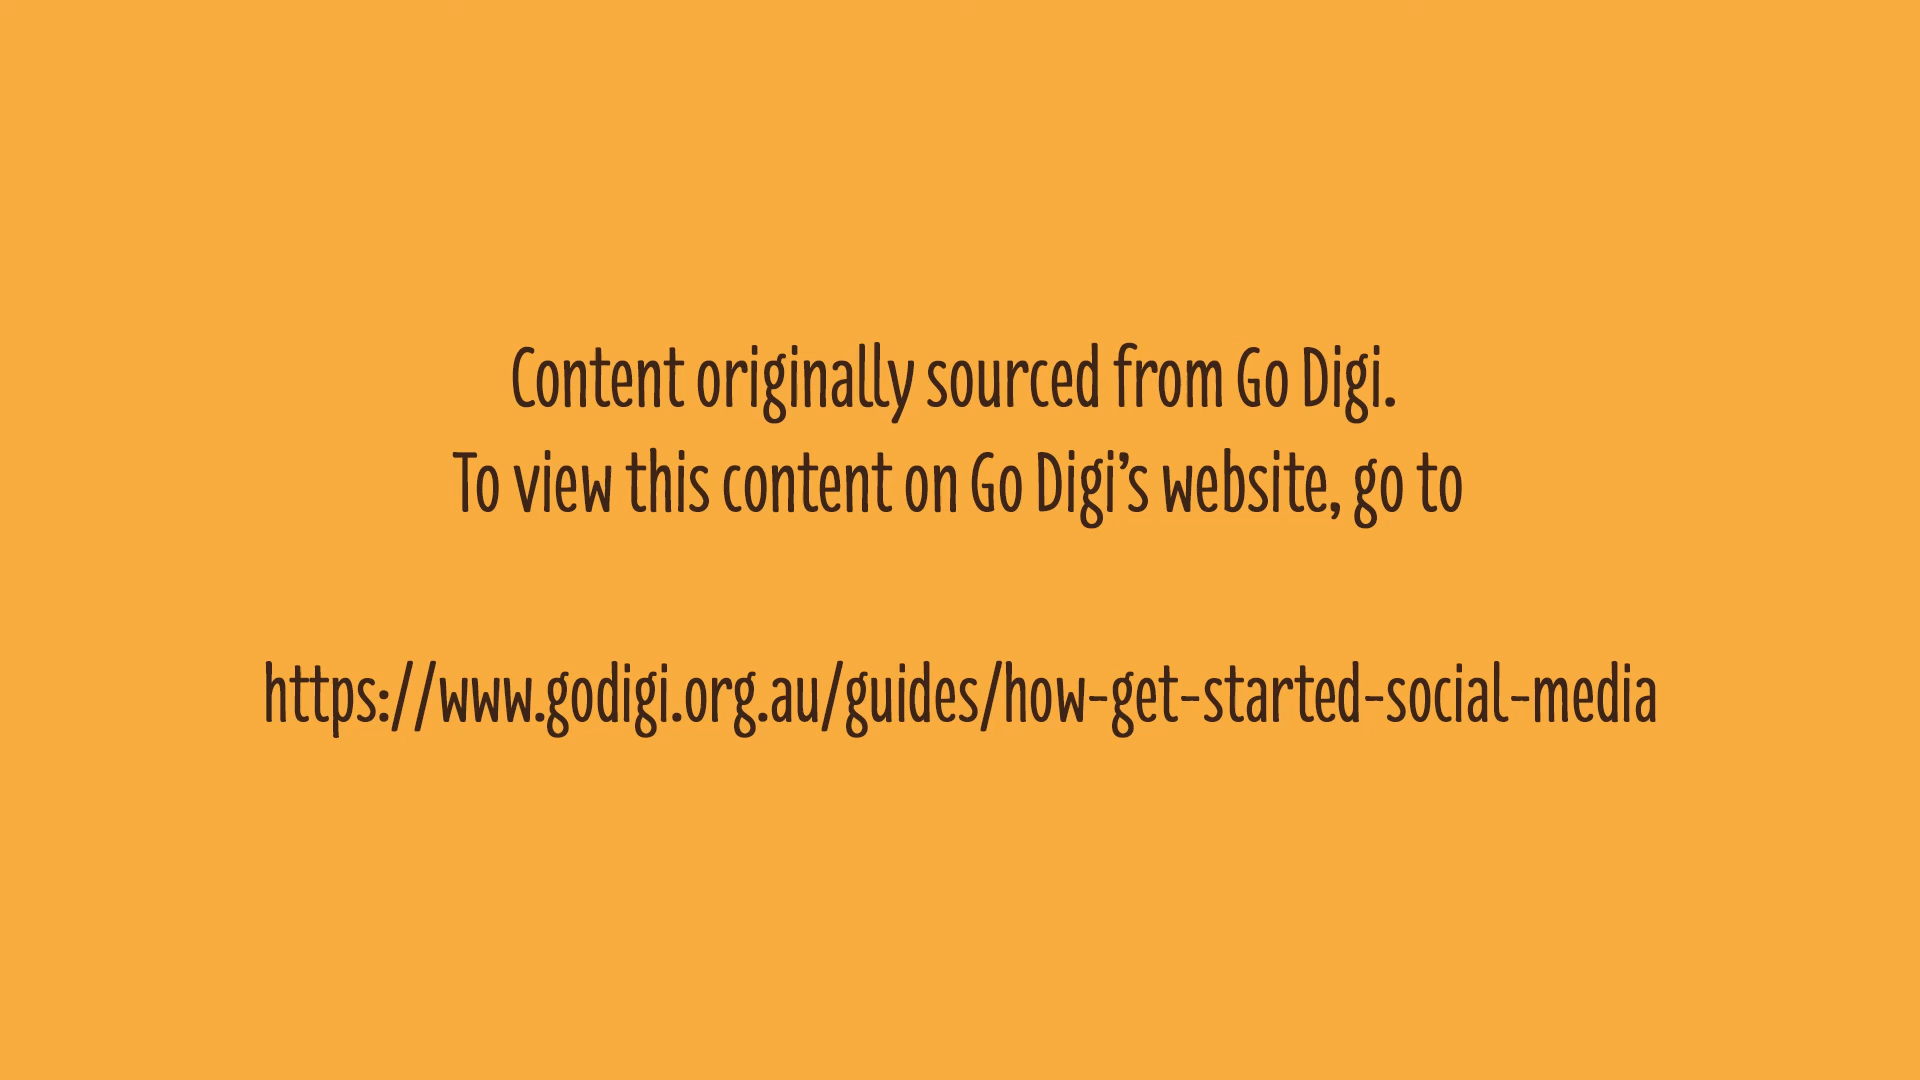 Content originally sourced from Go Digi.
To view this content on Go Digi’s website, go to
https://www.godigi.org.au/guides/how-get-started-social-media